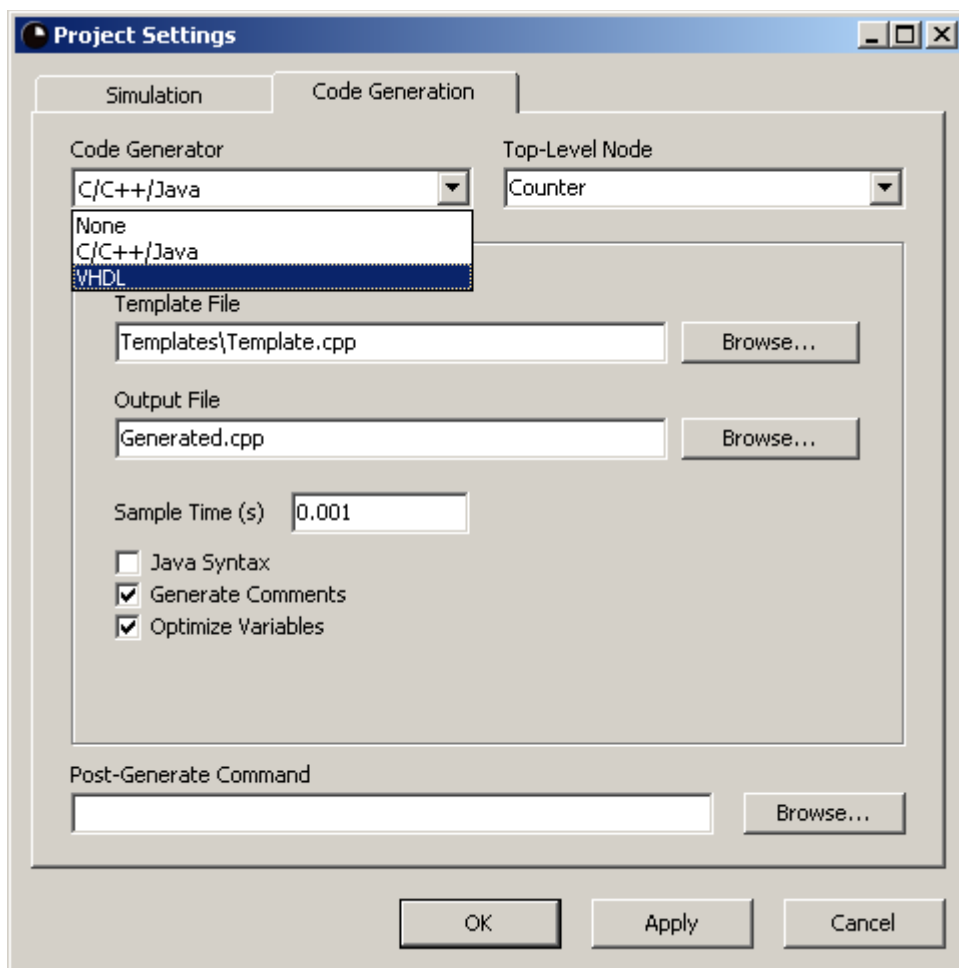 Project Settings
Simulation
Code Generation
Code Generator
Top-Level Node
C/C++/Java
Counter
None
C/C++/Java
VHDL
Template File
Templates\Template.cpp
Browse...
Output File
Generated.cpp
Browse...
Sample Time (s)
0.001
Java Syntax
Generate Comments
Optimize Variables
Post-Generate Command
Browse...
OK
Apply
Cancel